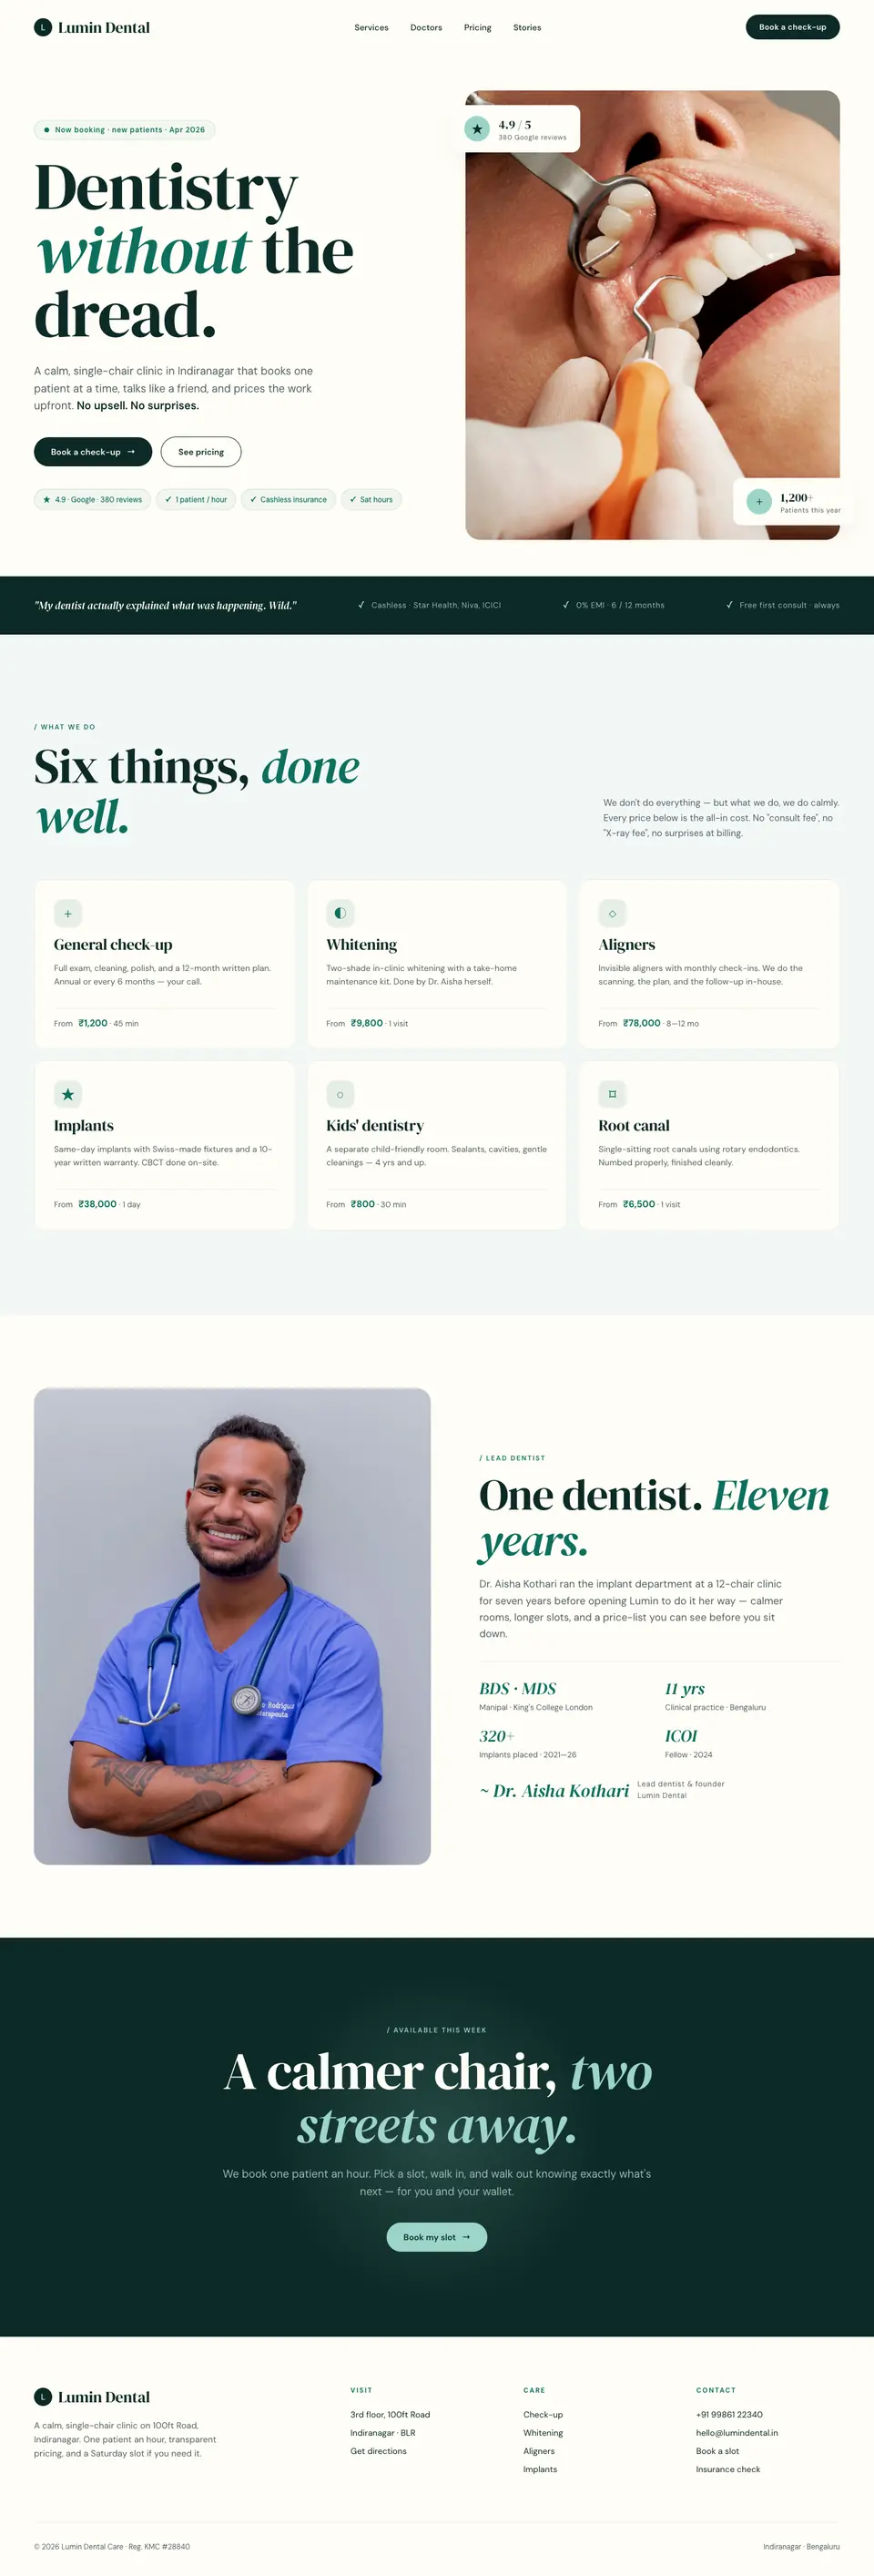 L Lumin Dental
Services Doctors Pricing Stories
Book a check-up
Now booking · new patients · Apr 2026
Dentistry
without the
dread.
A calm, single-chair clinic in Indiranagar that books one
patient at a time, talks like a friend, and prices the work
upfront. No upsell. No surprises.
Book a check-up →
See pricing
★ 4.9 · Google · 380 reviews
✓ 1 patient / hour
✓ Cashless insurance
✓ Sat hours
★ 4.9 / 5
380 Google reviews
+ 1,200+
Patients this year
"My dentist actually explained what was happening. Wild."
✓ Cashless · Star Health, Niva, ICICI
✓ 0% EMI · 6 / 12 months
✓ Free first consult · always
/ WHAT WE DO
Six things, done
well.
We don't do everything — but what we do, we do calmly.
Every price below is the all-in cost. No "consult fee", no
"X-ray fee", no surprises at billing.
General check-up
Full exam, cleaning, polish, and a 12-month written plan.
Annual or every 6 months — your call.
From ₹1,200 · 45 min
Whitening
Two-shade in-clinic whitening with a take-home
maintenance kit. Done by Dr. Aisha herself.
From ₹9,800 · 1 visit
Aligners
Invisible aligners with monthly check-ins. We do the
scanning, the plan, and the follow-up in-house.
From ₹78,000 · 8—12 mo
Implants
Same-day implants with Swiss-made fixtures and a 10-
year written warranty. CBCT done on-site.
From ₹38,000 · 1 day
Kids' dentistry
A separate child-friendly room. Sealants, cavities, gentle
cleanings — 4 yrs and up.
From ₹800 · 30 min
Root canal
Single-sitting root canals using rotary endodontics.
Numbed properly, finished cleanly.
From ₹6,500 · 1 visit
/ LEAD DENTIST
One dentist. Eleven
years.
Dr. Aisha Kothari ran the implant department at a 12-chair clinic
for seven years before opening Lumin to do it her way — calmer
rooms, longer slots, and a price-list you can see before you sit
down.
BDS · MDS
Manipal · King's College London
11 yrs
Clinical practice · Bengaluru
320+
Implants placed · 2021—26
ICOI
Fellow · 2024
~ Dr. Aisha Kothari
Lead dentist & founder
Lumin Dental
/ AVAILABLE THIS WEEK
A calmer chair, two
streets away.
We book one patient an hour. Pick a slot, walk in, and walk out knowing exactly what's
next — for you and your wallet.
Book my slot →
L Lumin Dental
A calm, single-chair clinic on 100ft Road,
Indiranagar. One patient an hour, transparent
pricing, and a Saturday slot if you need it.
VISIT
3rd floor, 100ft Road
Indiranagar · BLR
Get directions
CARE
Check-up
Whitening
Aligners
Implants
CONTACT
+91 99861 22340
hello@lumindental.in
Book a slot
Insurance check
© 2026 Lumin Dental Care · Reg. KMC #28840
Indiranagar · Bengaluru